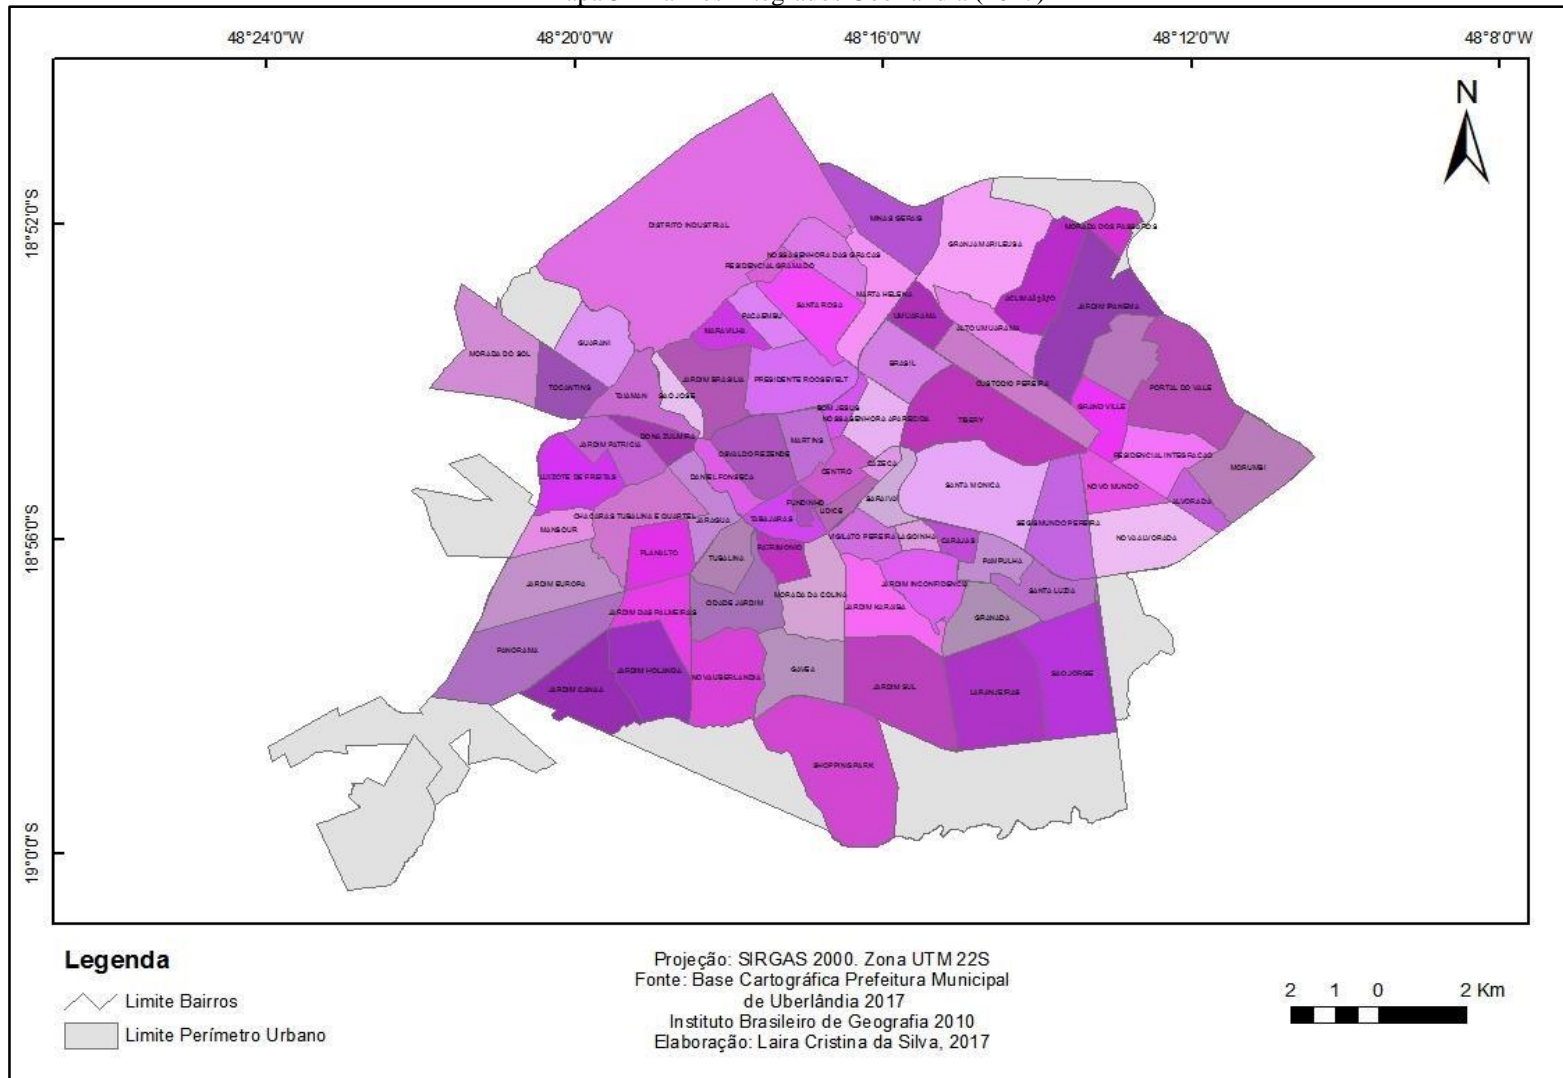 48°24'0"W 48°20'0"W 48°16'0"W 48°12'0"W 48°8'0"W
N
18°52'0"S
18°56'0"S
19°0'0"S
DISTRITO INDUSTRIAL
MINAS GERAIS
MORADA DOS PASSAROS
GRANJA MARILEUSA
NOSSA SENHORA DAS GRACAS
RESIDENCIAL GRAMADO
MARTA HELENA
SANTA ROSA
JARDIM IPANEMA
PACAEMBU
UMUARAMA
MARAVILHA
ALTO UMUARAMA
GUARANI
MORADA DO SOL
BRASIL
JARDIM BRASILIA
PRESIDENTE ROOSEVELT
CUSTODIO PEREIRA
TOCANTINS
PORTAL DO VALE
TAIAMAN
SAO JOSE
BOM JESUS
GRAND VILLE
NOSSA SENHORA APARECIDA
TIBERY
DONA ZULMIRA
JARDIM PATRICIA
MARTINS
OSVALDO REZENDE
RESIDENCIAL INTEGRACAO
CAZECA
MORUMBI
CENTRO
LUIZOTE DE FREITAS
DANIEL FONSECA
SANTA MONICA
NOVO MUNDO
SARAIVA
ALVORADA
FUNDINHO
CHACARAS TUBALINA E QUARTEL
JARAGUA
TABAJARAS
SEGISMUNDO PEREIRA
MANSOUR
VIGILATO PEREIRA
LAGOINHA
CARAJAS
NOVA ALVORADA
PATRIMONIO
PLANALTO
TUBALINA
PAMPULHA
JARDIM EUROPA
JARDIM INCONFIDENCIA
SANTA LUZIA
MORADA DA COLINA
CIDADE JARDIM
JARDIM KARAIBA
JARDIM DAS PALMEIRAS
GRANADA
PANORAMA
JARDIM HOLANDA
GAVEA
SAO JORGE
NOVA UBERLANDIA
JARDIM CANAA
JARDIM SUL
LARANJEIRAS
SHOPPING PARK
Legenda
Limite Bairros
Limite Perímetro Urbano
Projeção: SIRGAS 2000. Zona UTM 22S
Fonte: Base Cartográfica Prefeitura Municipal
de Uberlândia 2017
Instituto Brasileiro de Geografia 2010
Elaboração: Laira Cristina da Silva, 2017
2 1 0 2 Km